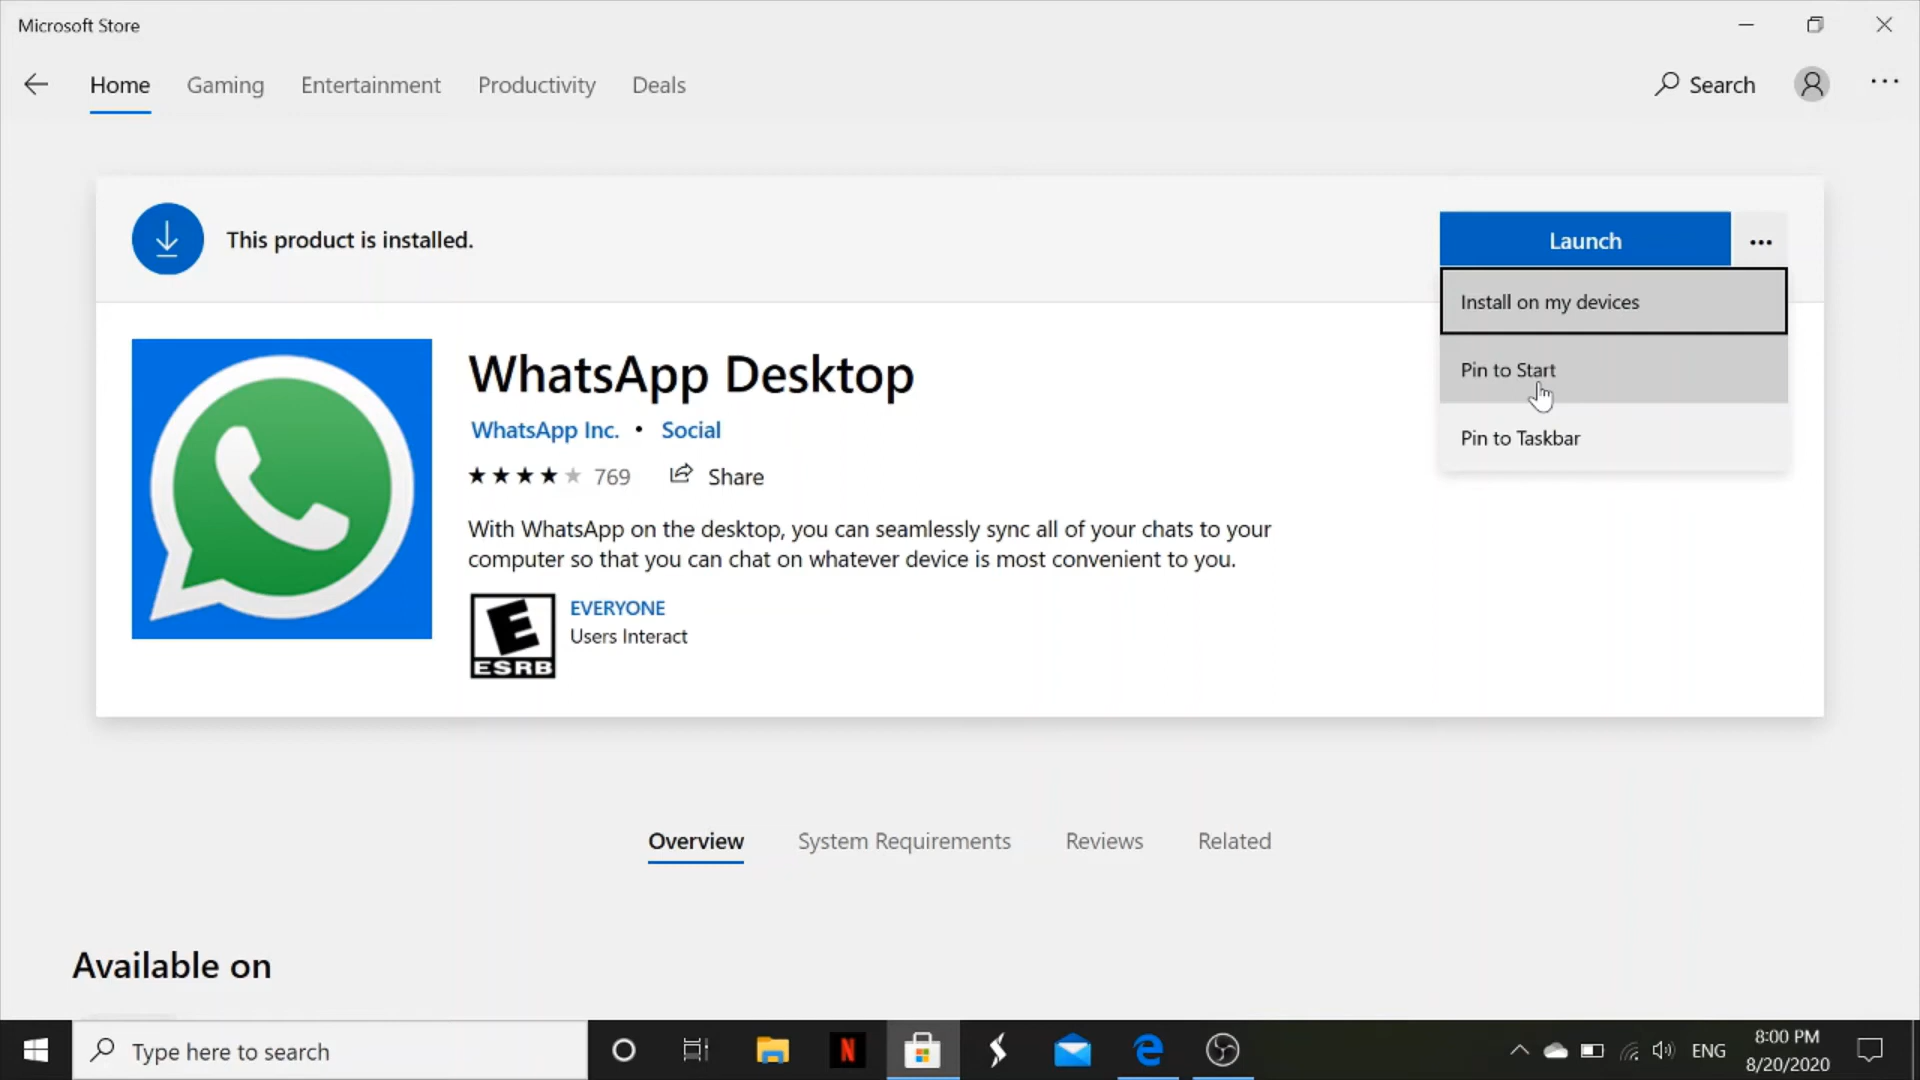 Microsoft Store
Home Gaming Entertainment Productivity Deals Search
This product is installed.
Launch
Install on my devices
Pin to Start
Pin to Taskbar
WhatsApp Desktop
WhatsApp Inc. • Social
769 Share
With WhatsApp on the desktop, you can seamlessly sync all of your chats to your
computer so that you can chat on whatever device is most convenient to you.
E
ESRB
EVERYONE
Users Interact
Overview System Requirements Reviews Related
Available on
Type here to search
N
ENG
8:00 PM
8/20/2020